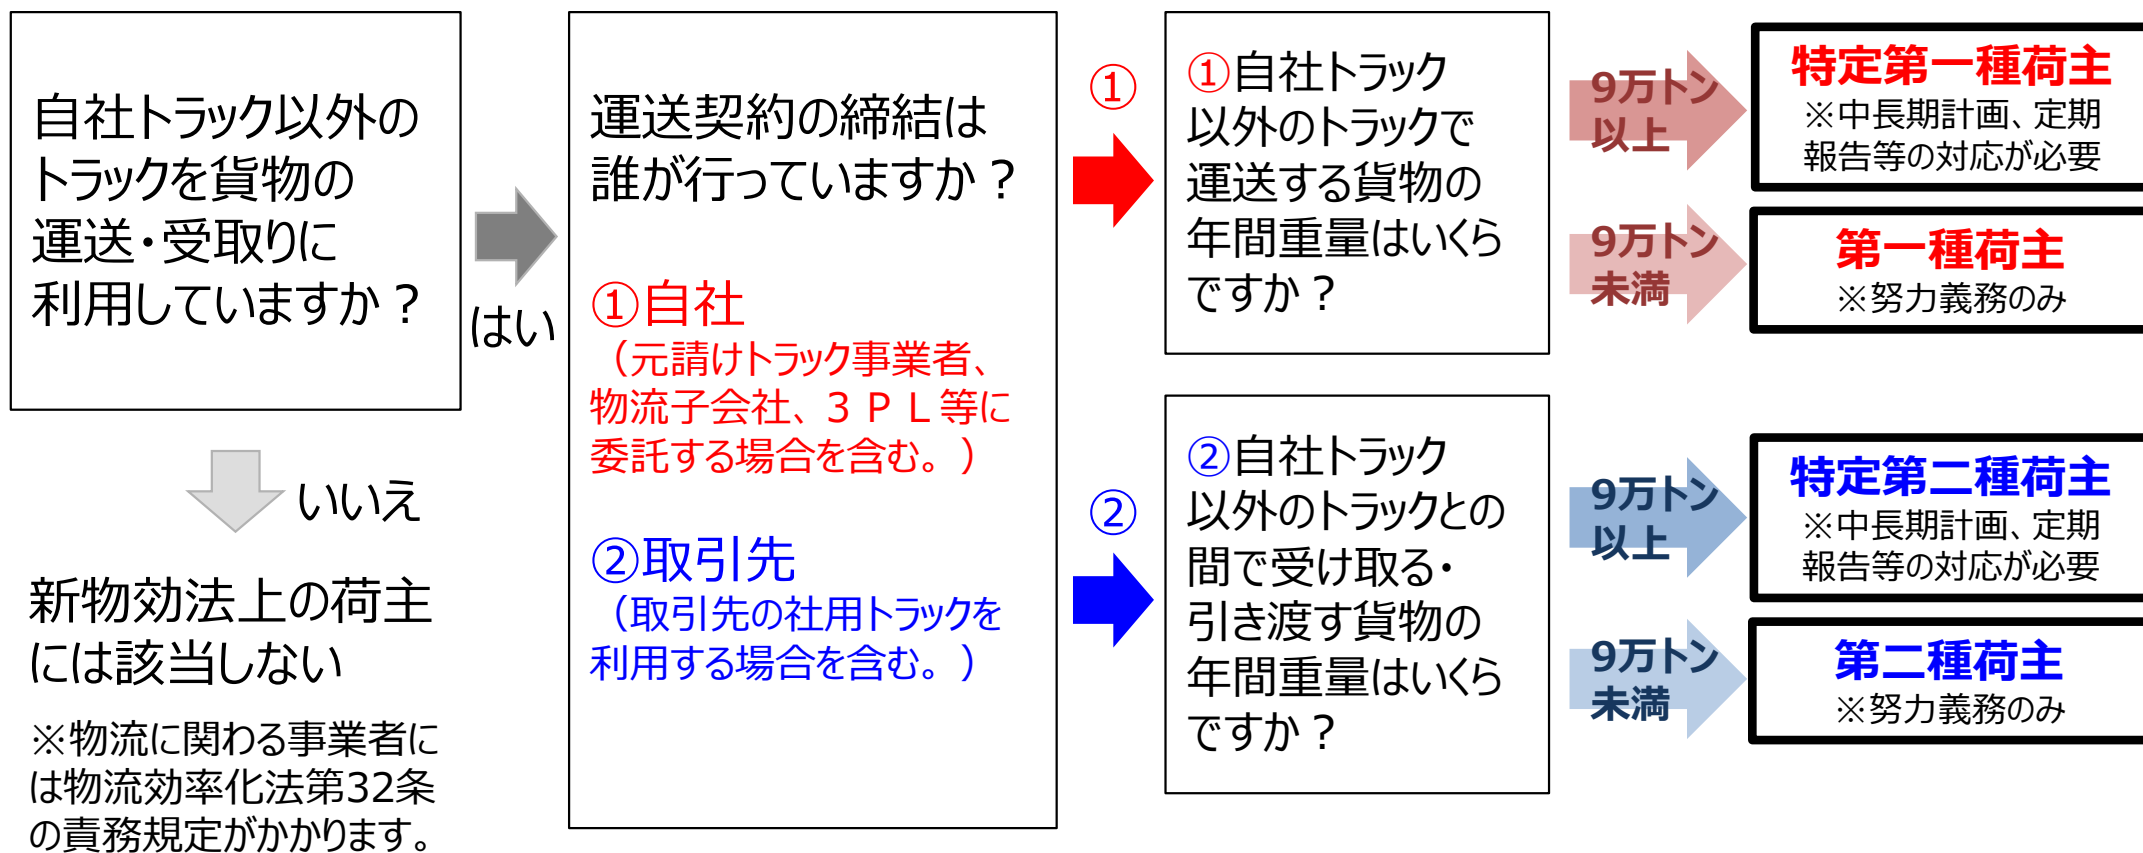 自社トラック以外の
トラックを貨物の
運送・受取りに
利用していますか？
はい
いいえ
新物効法上の荷主
には該当しない
※物流に関わる事業者に
は物流効率化法第32条
の責務規定がかかります。
運送契約の締結は
誰が行っていますか？
①自社
（元請けトラック事業者、
物流子会社、３ＰＬ等に
委託する場合を含む。）
②取引先
（取引先の社用トラックを
利用する場合を含む。）
①
①自社トラック
以外のトラックで
運送する貨物の
年間重量はいくら
ですか？
9万トン
以上
特定第一種荷主
※中長期計画、定期
報告等の対応が必要
9万トン
未満
第一種荷主
※努力義務のみ
②
②自社トラック
以外のトラックとの
間で受け取る・
引き渡す貨物の
年間重量はいくら
ですか？
9万トン
以上
特定第二種荷主
※中長期計画、定期
報告等の対応が必要
9万トン
未満
第二種荷主
※努力義務のみ